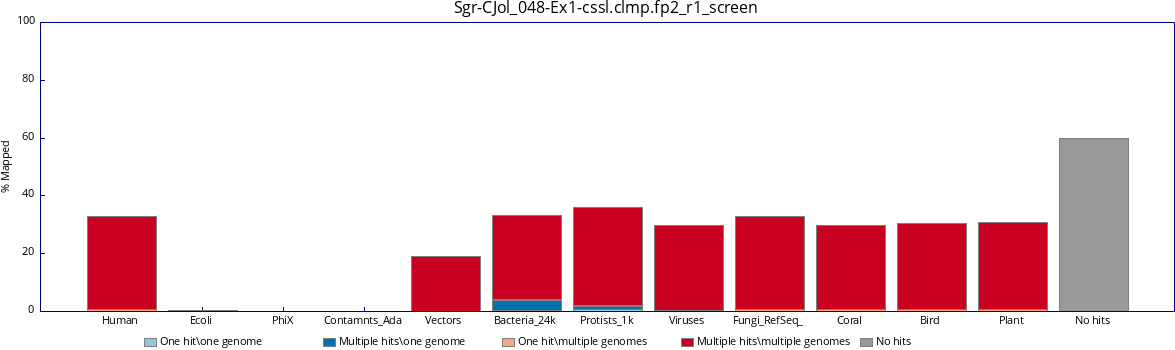 Sgr-CJol_048-Ex1-cssl.clmp.fp2_r1_screen
100
80
60
40
20
0
% Mapped
Human Ecoli PhiX Contamnts_Ada Vectors Bacteria_24k Protists_1k Viruses Fungi_RefSeq_ Coral Bird Plant No hits
One hit\one genome Multiple hits\one genome One hit\multiple genomes Multiple hits\multiple genomes No hits